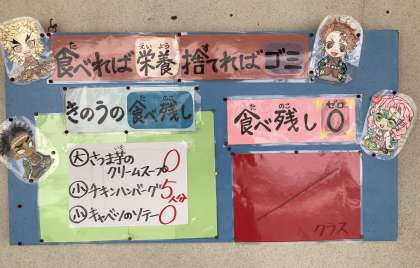 食べれば栄養捨てればゴミ
きのうの食べ残し
大 さつま芋のクリームスープ 0
小 チキンハンバーグ 5人分
小 キャベツのソテー 0
食べ残し0
クラス